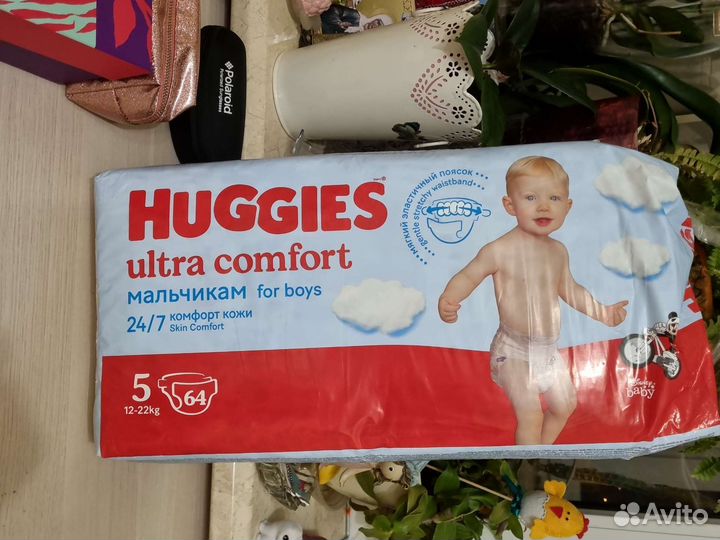 Polaroid
HUGGIES
ultra comfort
мальчикам for boys
24/7 комфорт кожи
Skin Comfort
мягкий эластичный поясок
gentle stretchy waistband
5
12-22kg
64
Disney
baby
Avito